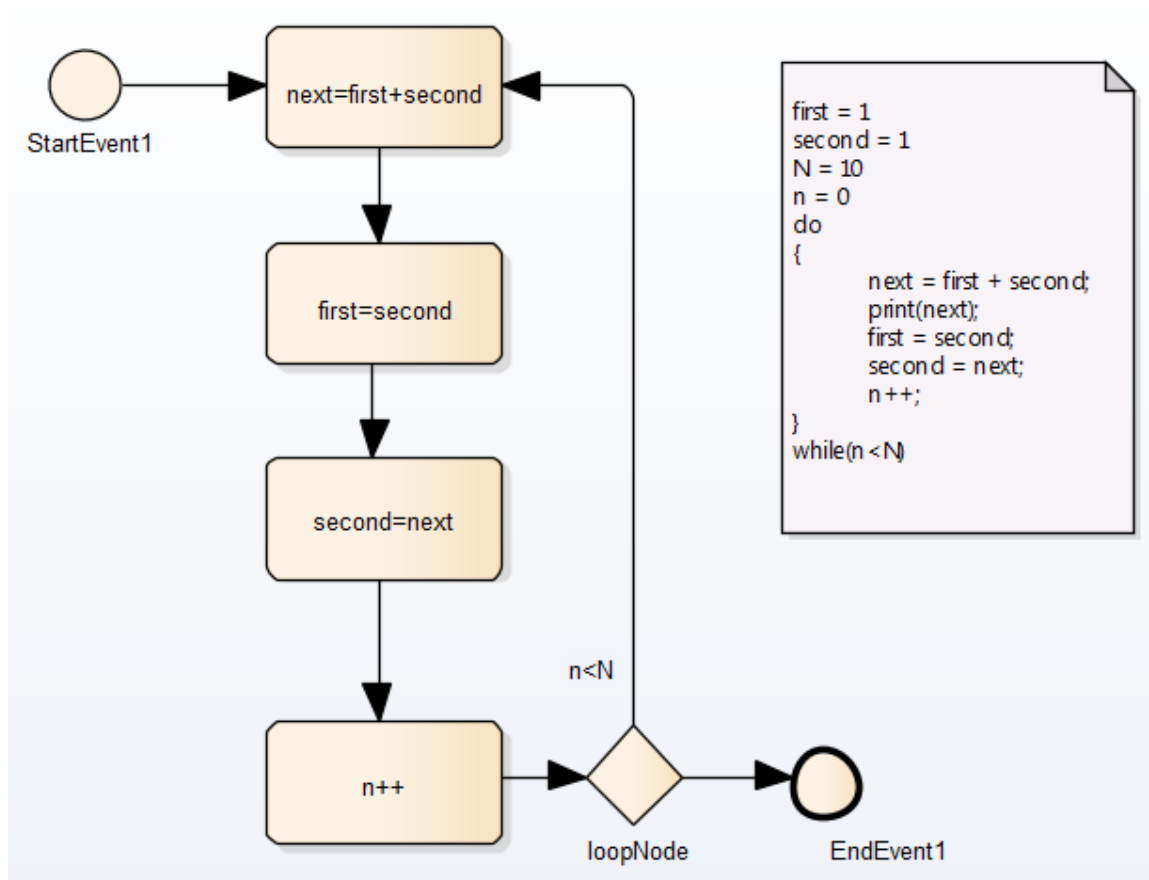 next=first+second
StartEvent1
first=second
second=next
n<N
n++
loopNode
EndEvent1
first = 1
second = 1
N = 10
n = 0
do
{
next = first + second;
print(next);
first = second;
second = next;
n++;
}
while(n<N)